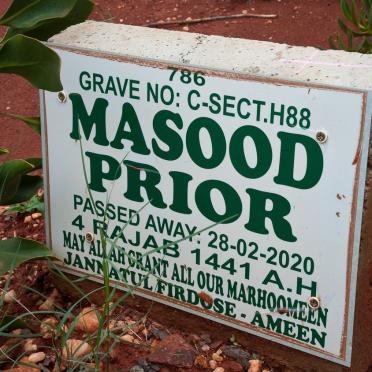 786
GRAVE NO: C-SECT.H88
MASOOD
PRIOR
PASSED AWAY: 28-02-2020
4 RAJAB 1441 A.H
MAY ALLAH GRANT ALL OUR MARHOOMEEN
JANNATUL FIRDOSE - AMEEN